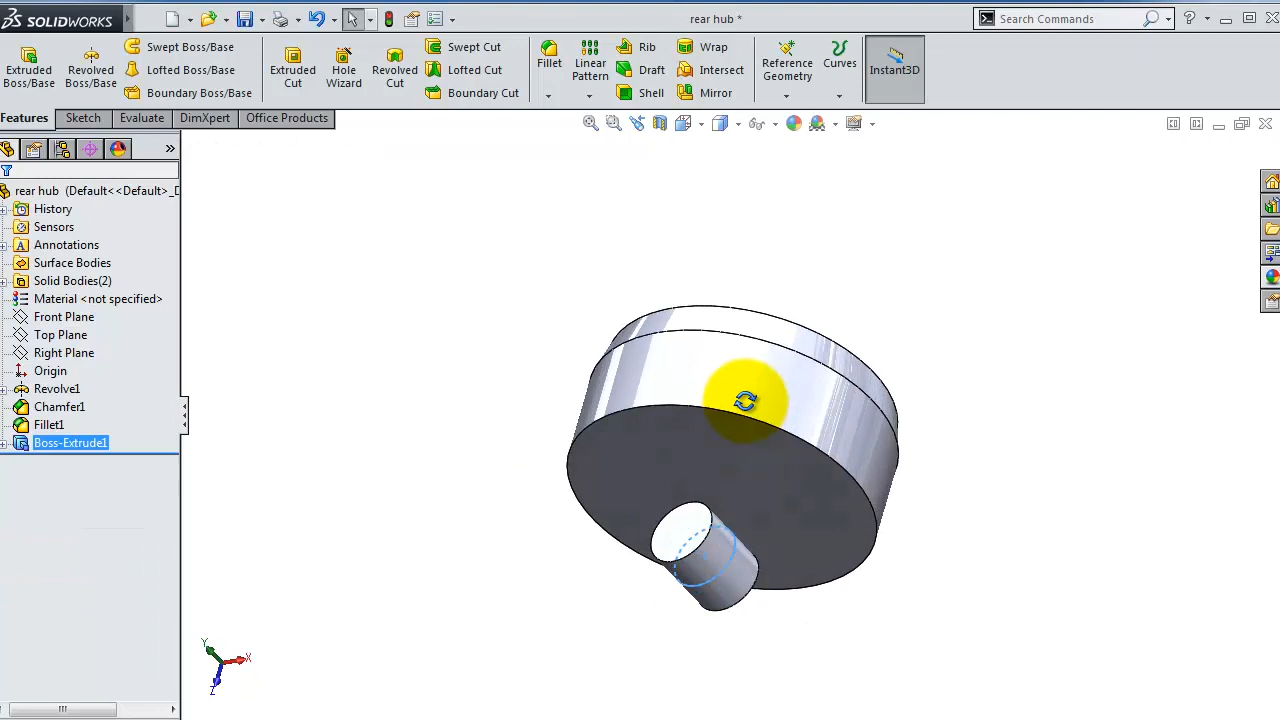 SOLIDWORKS
rear hub *
Search Commands
Extruded Boss/Base
Revolved Boss/Base
Swept Boss/Base
Lofted Boss/Base
Boundary Boss/Base
Extruded Cut
Hole Wizard
Revolved Cut
Swept Cut
Lofted Cut
Boundary Cut
Fillet
Linear Pattern
Rib
Draft
Shell
Wrap
Intersect
Mirror
Reference Geometry
Curves
Instant3D
Features
Sketch
Evaluate
DimXpert
Office Products
rear hub (Default<<Default>_D
History
Sensors
Annotations
Surface Bodies
Solid Bodies(2)
Material <not specified>
Front Plane
Top Plane
Right Plane
Origin
Revolve1
Chamfer1
Fillet1
Boss-Extrude1
Y
X
Z